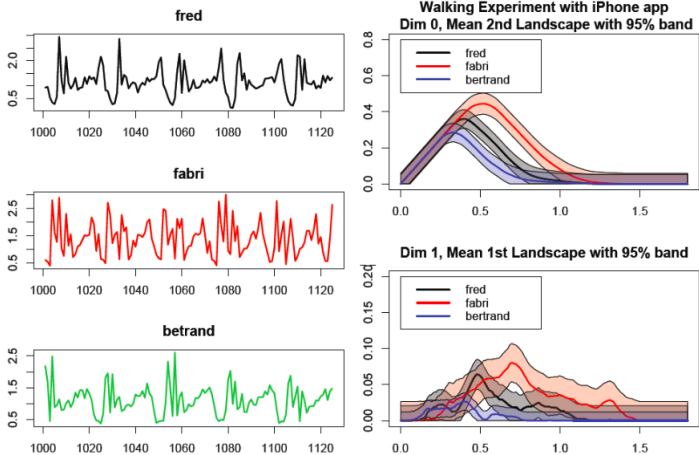 fred
0.5
2.0
1000 1020 1040 1060 1080 1100 1120
fabri
0.5
1.5
2.5
1000 1020 1040 1060 1080 1100 1120
betrand
0.5
1.5
2.5
1000 1020 1040 1060 1080 1100 1120
Walking Experiment with iPhone app
Dim 0, Mean 2nd Landscape with 95% band
0.8
0.6
0.4
0.2
0.0
fred
fabri
bertrand
0.0 0.5 1.0 1.5
Dim 1, Mean 1st Landscape with 95% band
0.20
0.15
0.10
0.05
0.00
fred
fabri
bertrand
0.0 0.5 1.0 1.5